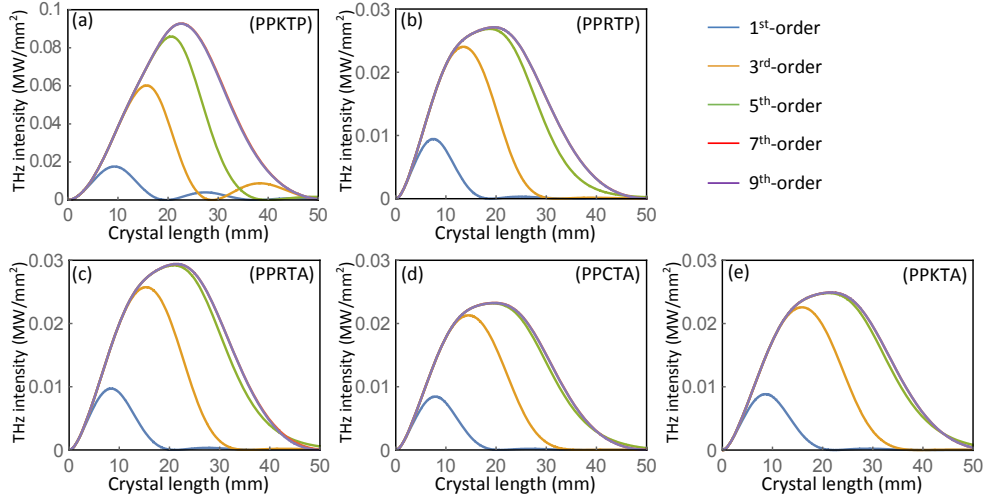 (a)
(PPKTP)
THz intensity (MW/mm²)
0.1
0.08
0.06
0.04
0.02
0
0 10 20 30 40 50
Crystal length (mm)
(b)
(PPRTP)
THz intensity (MW/mm²)
0.03
0.02
0.01
0
0 10 20 30 40 50
Crystal length (mm)
1st-order
3rd-order
5th-order
7th-order
9th-order
(c)
(PPRTA)
THz intensity (MW/mm²)
0.03
0.02
0.01
0
0 10 20 30 40 50
Crystal length (mm)
(d)
(PPCTA)
THz intensity (MW/mm²)
0.03
0.02
0.01
0
0 10 20 30 40 50
Crystal length (mm)
(e)
(PPKTA)
THz intensity (MW/mm²)
0.03
0.02
0.01
0
0 10 20 30 40 50
Crystal length (mm)